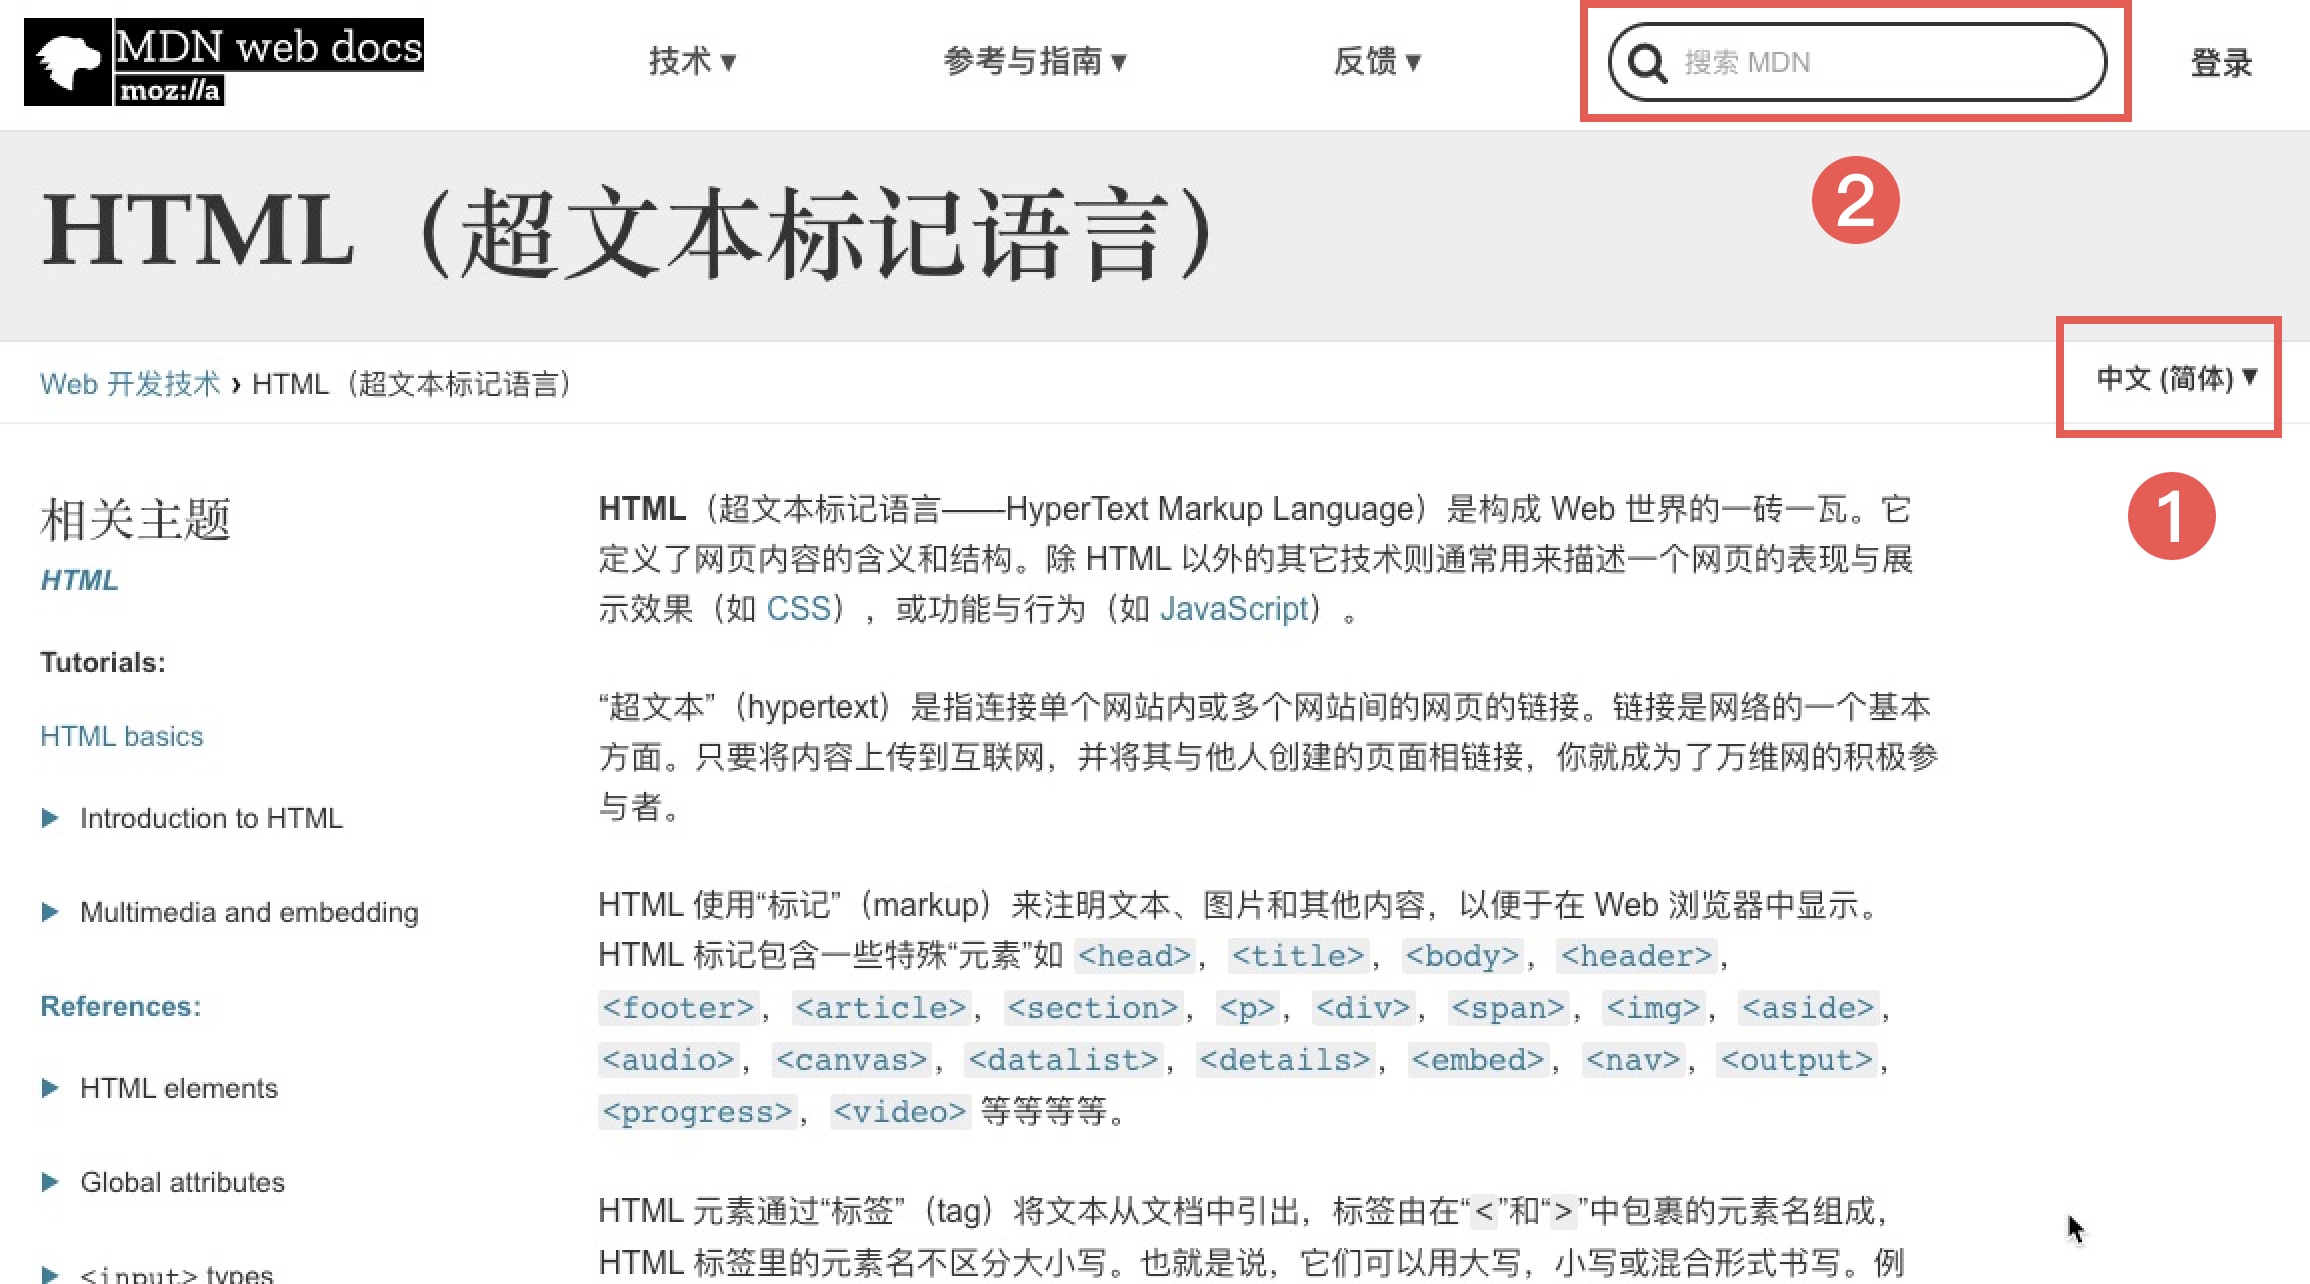 MDN web docs
moz://a
技术 ▾
参考与指南 ▾
反馈 ▾
搜索 MDN
登录
2
HTML（超文本标记语言）
Web 开发技术 › HTML（超文本标记语言）
中文 (简体) ▼
1
相关主题
HTML
Tutorials:
HTML basics
Introduction to HTML
Multimedia and embedding
References:
HTML elements
Global attributes
<input> types
HTML（超文本标记语言——HyperText Markup Language）是构成 Web 世界的一砖一瓦。它
定义了网页内容的含义和结构。除 HTML 以外的其它技术则通常用来描述一个网页的表现与展
示效果（如 CSS），或功能与行为（如 JavaScript）。
“超文本”（hypertext）是指连接单个网站内或多个网站间的网页的链接。链接是网络的一个基本
方面。只要将内容上传到互联网，并将其与他人创建的页面相链接，你就成为了万维网的积极参
与者。
HTML 使用“标记”（markup）来注明文本、图片和其他内容，以便于在 Web 浏览器中显示。
HTML 标记包含一些特殊“元素”如 <head>，<title>，<body>，<header>，
<footer>，<article>，<section>，<p>，<div>，<span>，<img>，<aside>，
<audio>，<canvas>，<datalist>，<details>，<embed>，<nav>，<output>，
<progress>，<video> 等等等等。
HTML 元素通过“标签”（tag）将文本从文档中引出，标签由在“<”和“>”中包裹的元素名组成，
HTML 标签里的元素名不区分大小写。也就是说，它们可以用大写，小写或混合形式书写。例